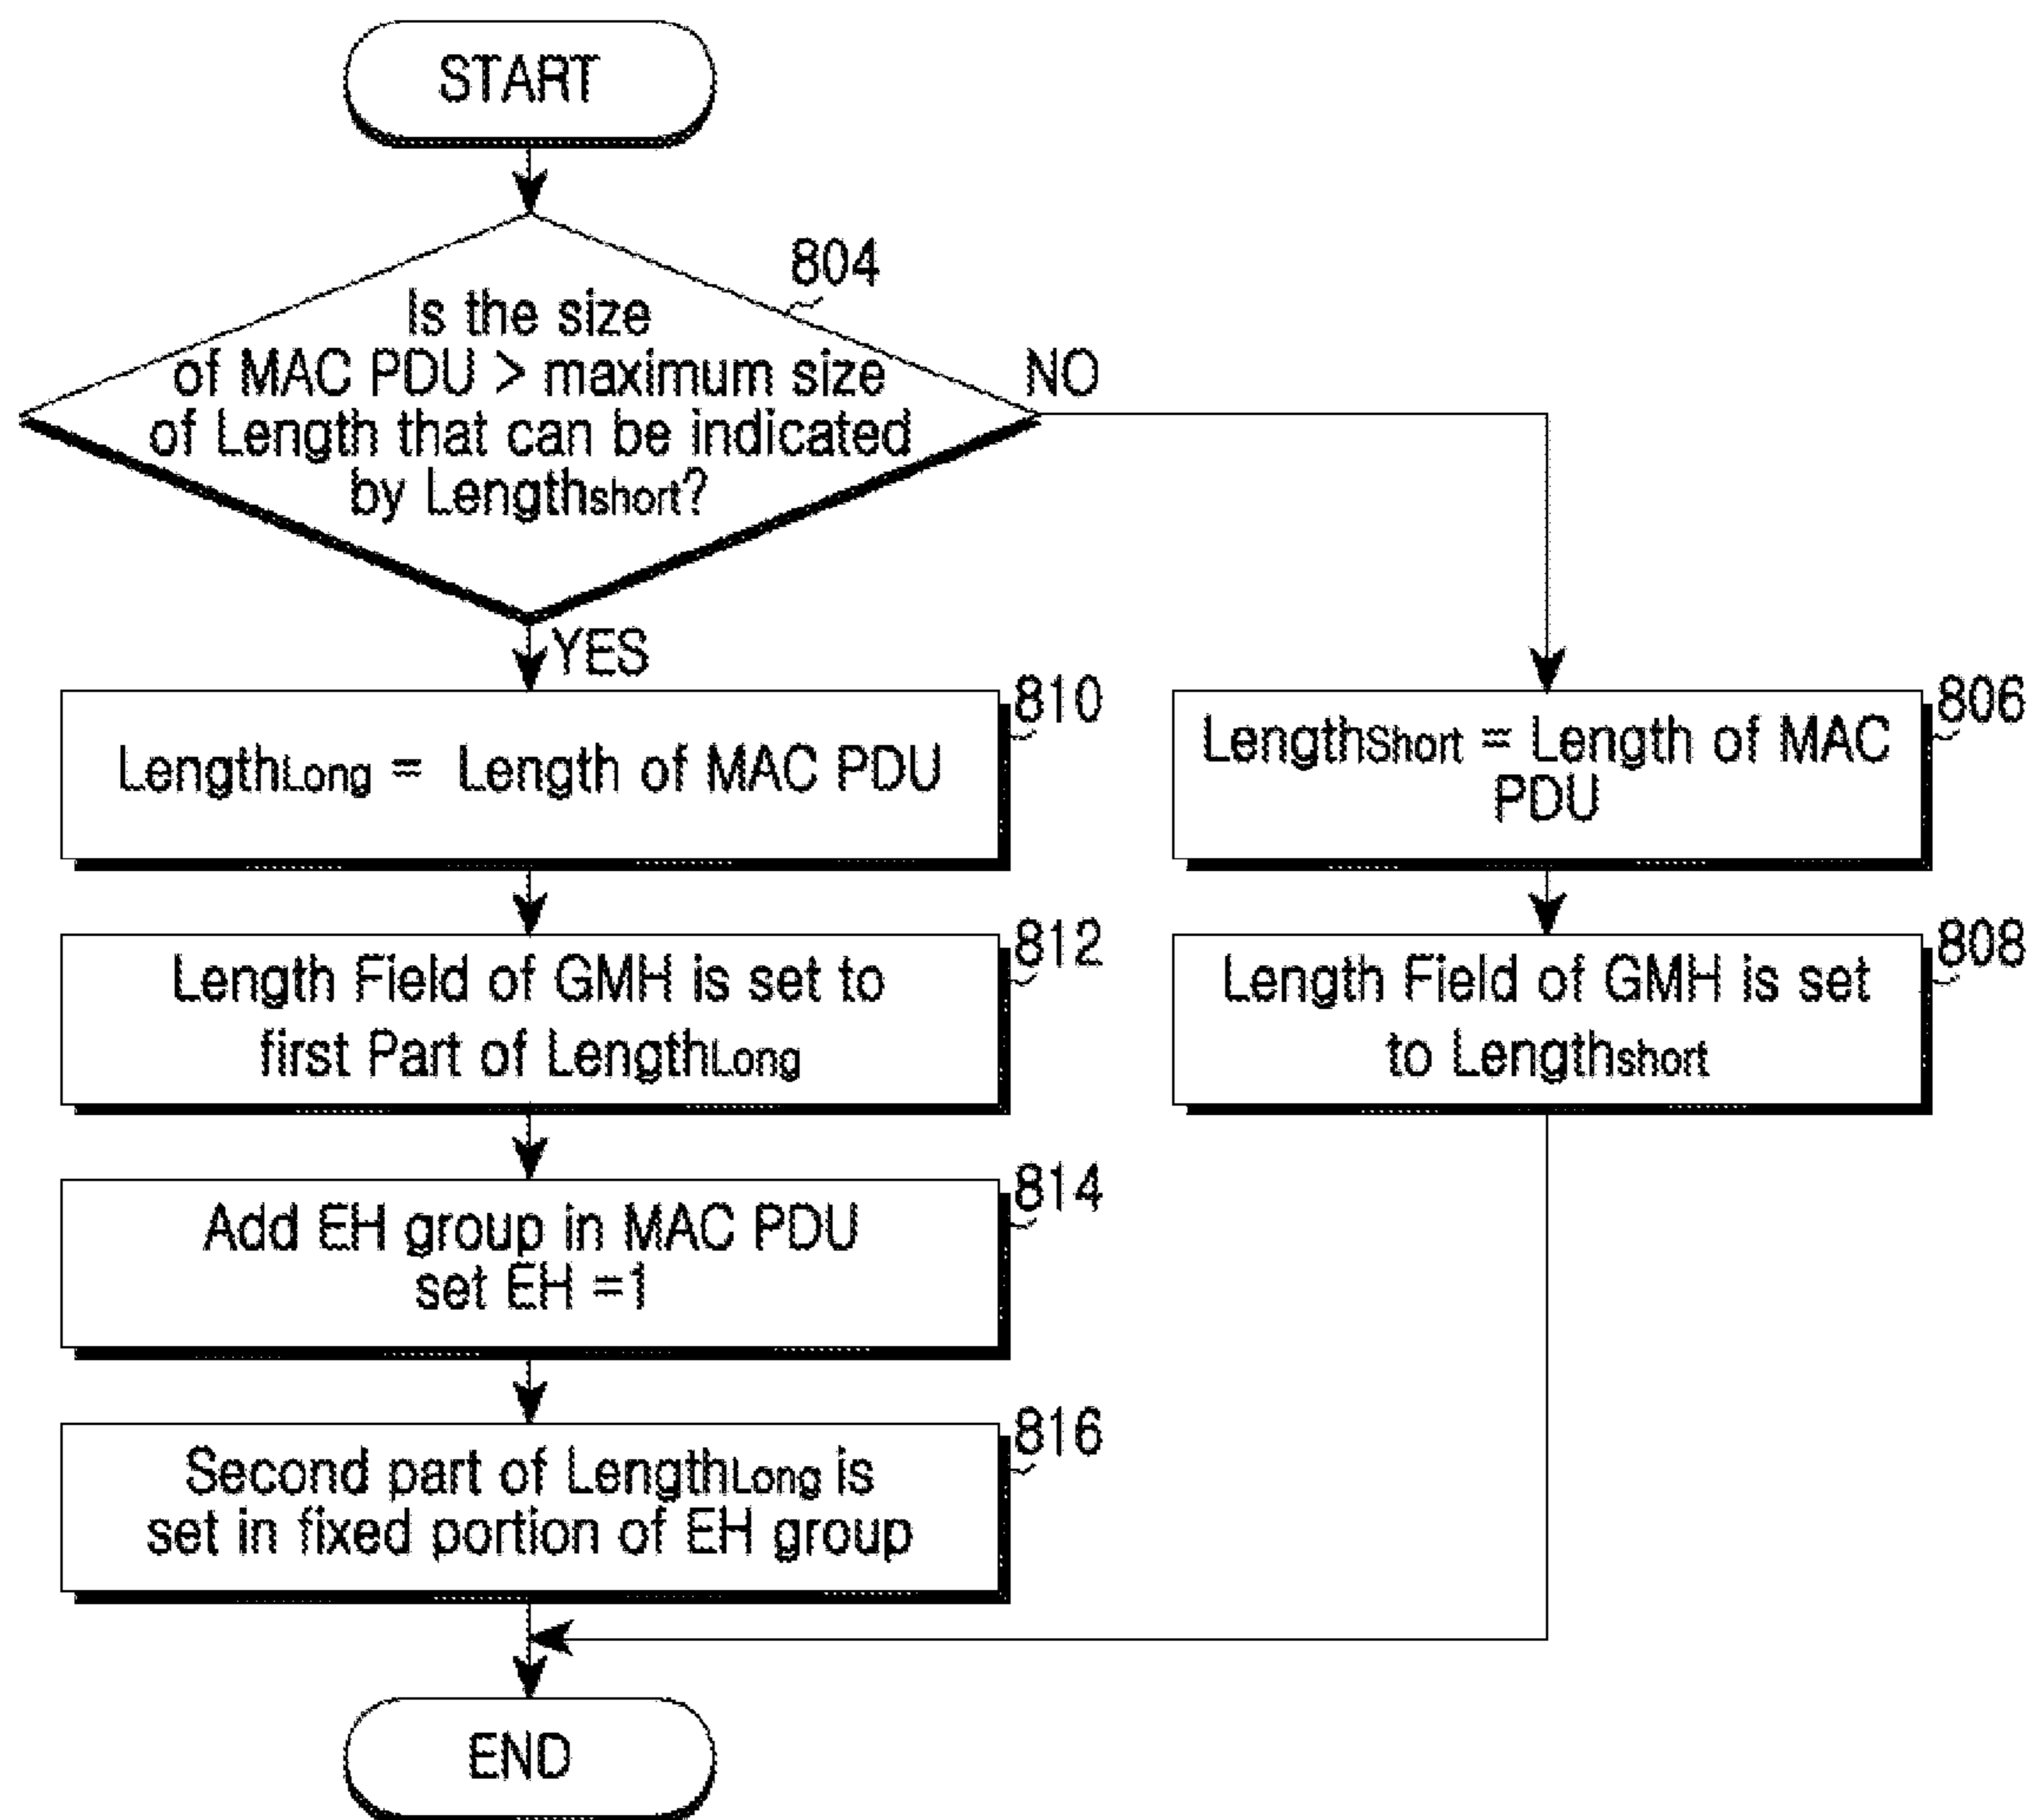 START
804
Is the size
of MAC PDU > maximum size
of Length that can be indicated
by Lengthshort?
NO
YES
810
LengthLong = Length of MAC PDU
806
LengthShort = Length of MAC
PDU
812
Length Field of GMH is set to
first Part of LengthLong
808
Length Field of GMH is set
to Lengthshort
814
Add EH group in MAC PDU
set EH =1
816
Second part of LengthLong is
set in fixed portion of EH group
END